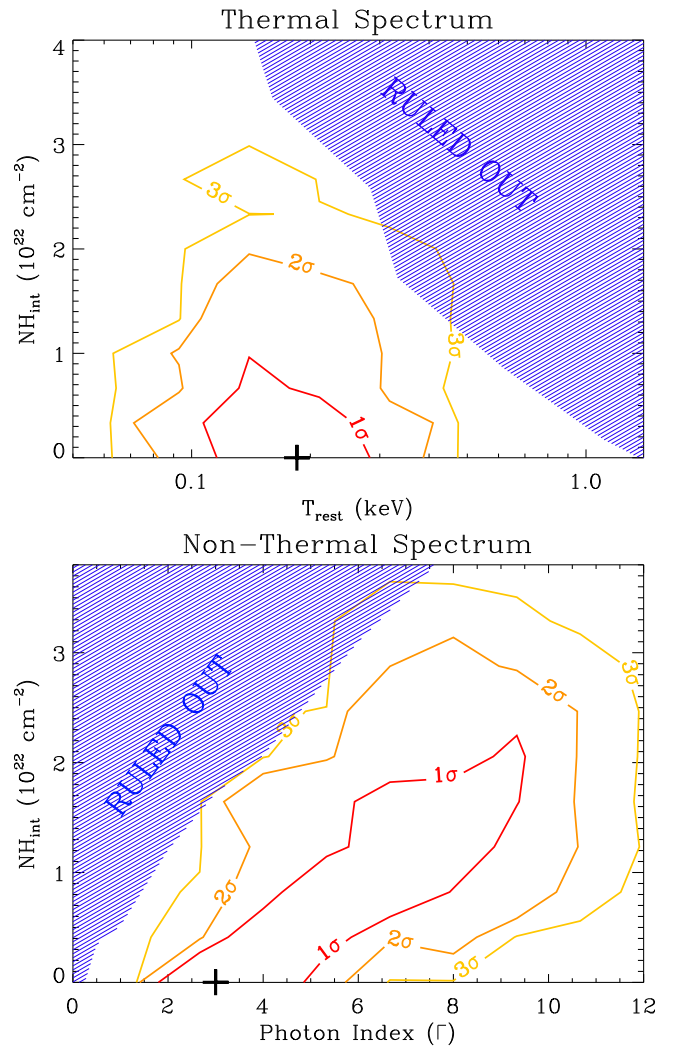 Thermal Spectrum
4
RULED OUT
3
3σ
2
2σ
1
3σ
1σ
0
NH_int (10^22 cm^−2)
0.1
1.0
T_rest (keV)
Non−Thermal Spectrum
RULED OUT
3
3σ
2σ
3σ
2
1σ
1
2σ
1σ
2σ
3σ
0
NH_int (10^22 cm^−2)
0 2 4 6 8 10 12
Photon Index (Γ)